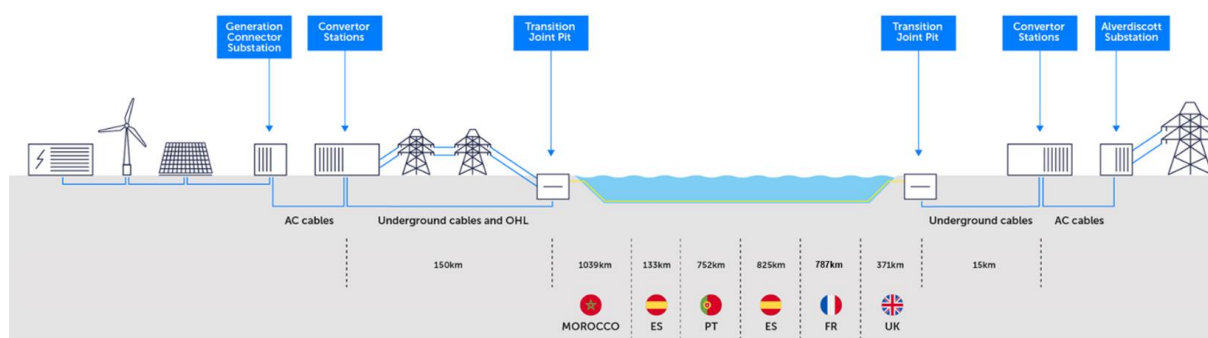 Generation
Connector
Substation
Convertor
Stations
Transition
Joint Pit
Transition
Joint Pit
Convertor
Stations
Alverdiscott
Substation
AC cables
Underground cables and OHL
Underground cables
AC cables
150km
1039km
133km
752km
825km
787km
371km
15km
MOROCCO
ES
PT
ES
FR
UK